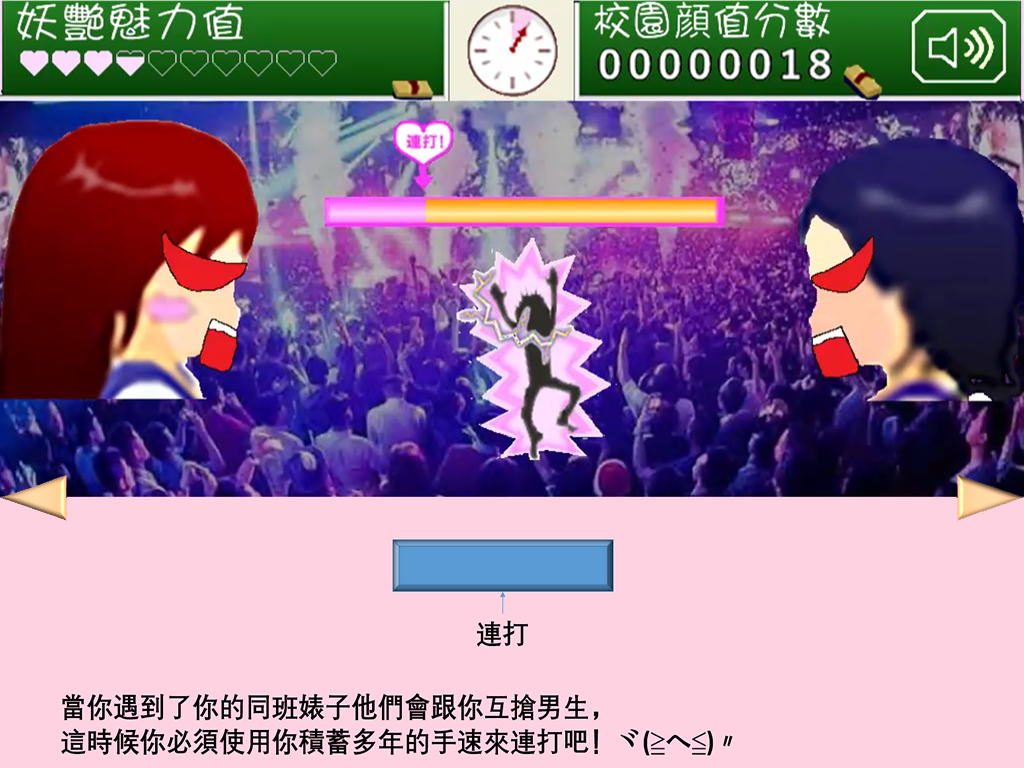 妖艷魅力值
校園顏值分數
00000018
連打!
連打
當你遇到了你的同班婊子他們會跟你互搶男生，
這時候你必須使用你積蓄多年的手速來連打吧！ヾ(≧へ≦)〃